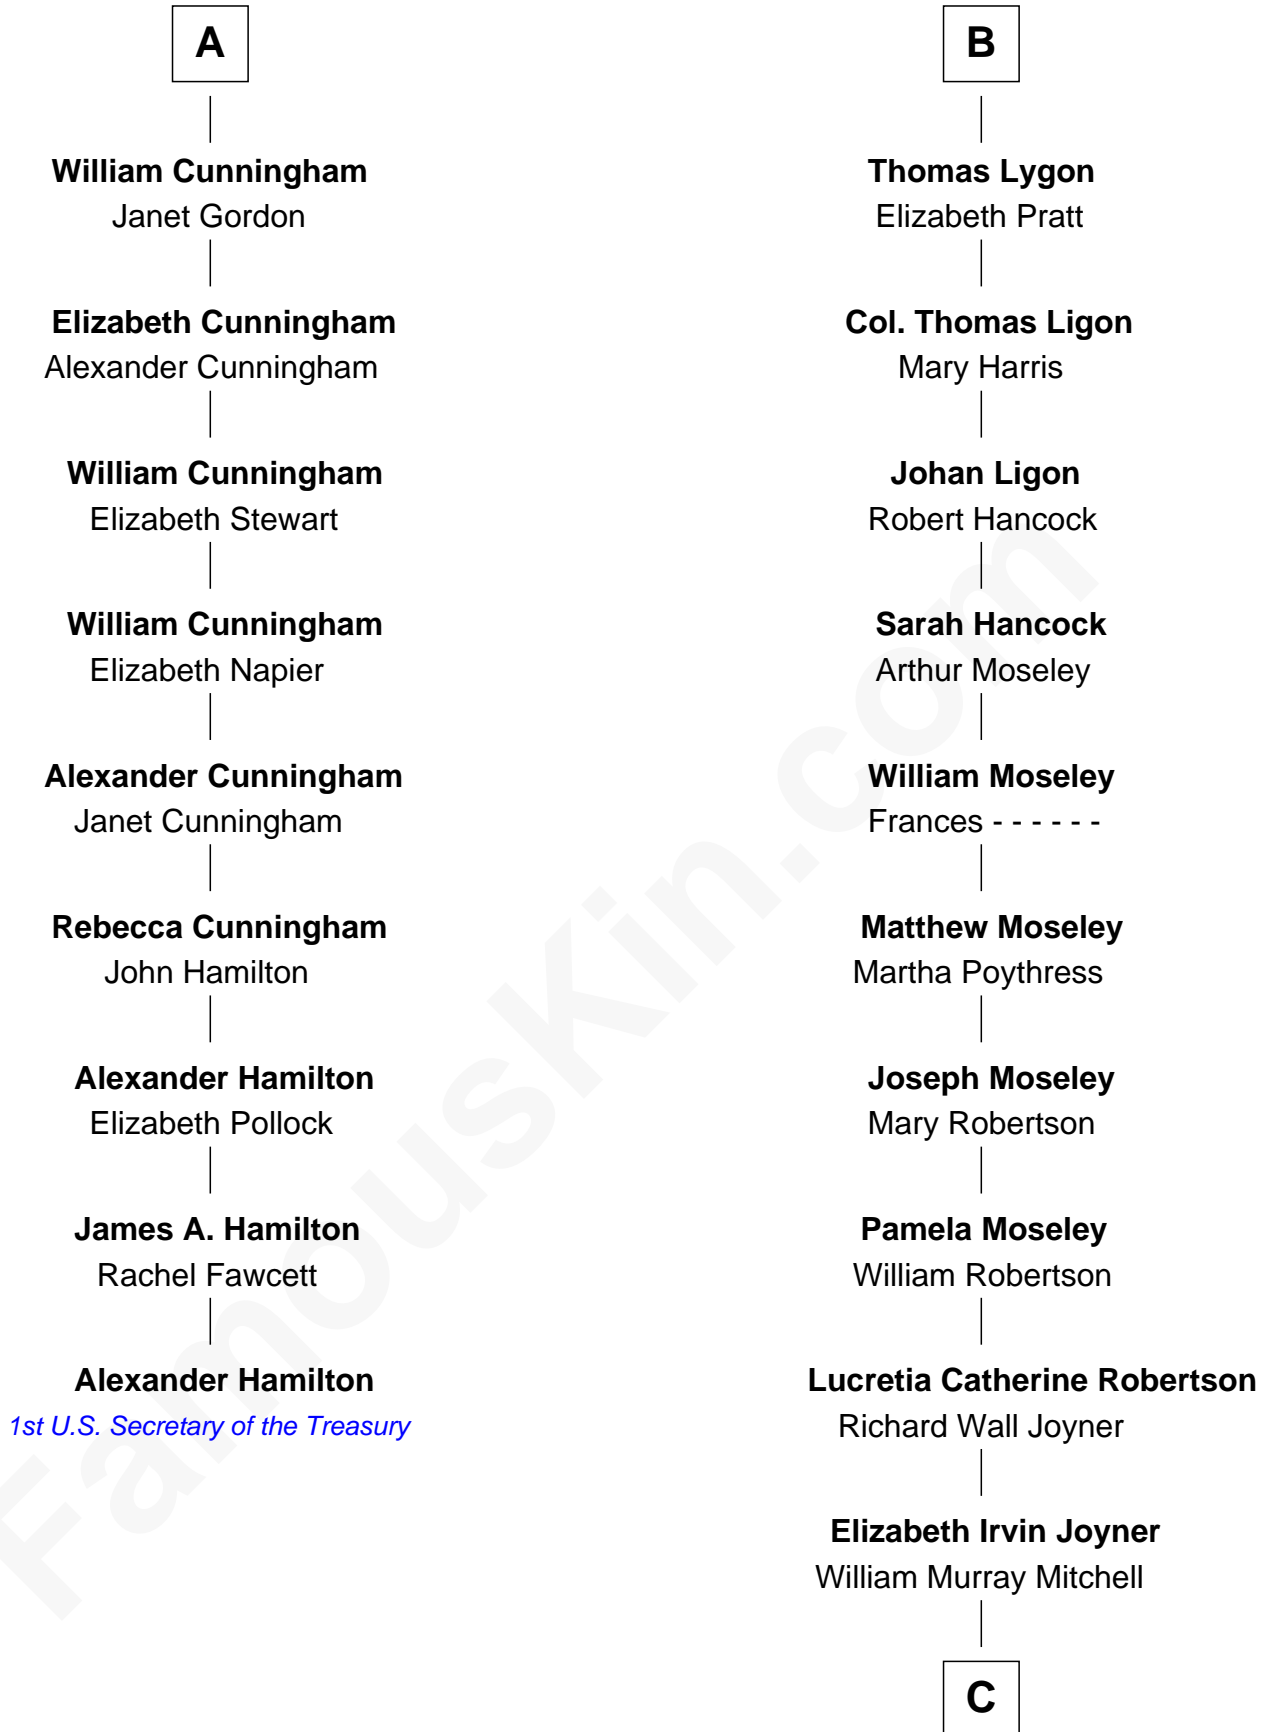 A
William Cunningham
Janet Gordon
Elizabeth Cunningham
Alexander Cunningham
William Cunningham
Elizabeth Stewart
William Cunningham
Elizabeth Napier
Alexander Cunningham
Janet Cunningham
Rebecca Cunningham
John Hamilton
Alexander Hamilton
Elizabeth Pollock
James A. Hamilton
Rachel Fawcett
Alexander Hamilton
1st U.S. Secretary of the Treasury
B
Thomas Lygon
Elizabeth Pratt
Col. Thomas Ligon
Mary Harris
Johan Ligon
Robert Hancock
Sarah Hancock
Arthur Moseley
William Moseley
Frances - - - - - -
Matthew Moseley
Martha Poythress
Joseph Moseley
Mary Robertson
Pamela Moseley
William Robertson
Lucretia Catherine Robertson
Richard Wall Joyner
Elizabeth Irvin Joyner
William Murray Mitchell
C
FamousKin.com